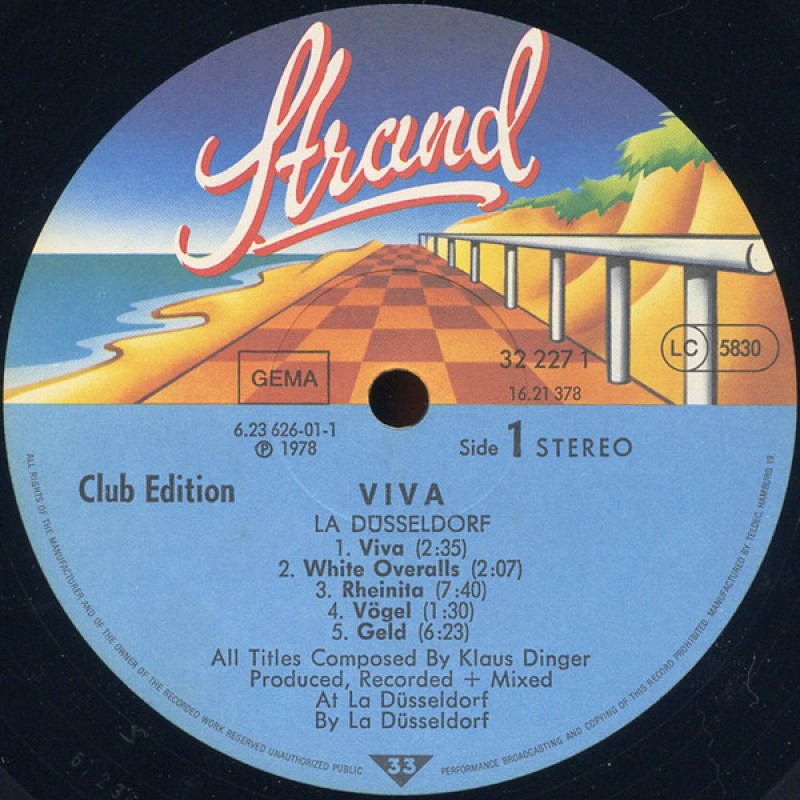 Strand
LC 5830
GEMA
32 227 1
16.21 378
6.23 626-01-1
℗ 1978
Side 1 STEREO
Club Edition
VIVA
LA DÜSSELDORF
1. Viva (2:35)
2. White Overalls (2:07)
3. Rheinita (7:40)
4. Vögel (1:30)
5. Geld (6:23)
All Titles Composed By Klaus Dinger
Produced, Recorded + Mixed
At La Düsseldorf
By La Düsseldorf
ALL RIGHTS OF THE MANUFACTURER AND OF THE OWNER OF THE RECORDED WORK RESERVED UNAUTHORIZED PUBLIC
33
PERFORMANCE BROADCASTING AND COPYING OF THIS RECORD PROHIBITED. MANUFACTURED BY TELDEC, HAMBURG 19